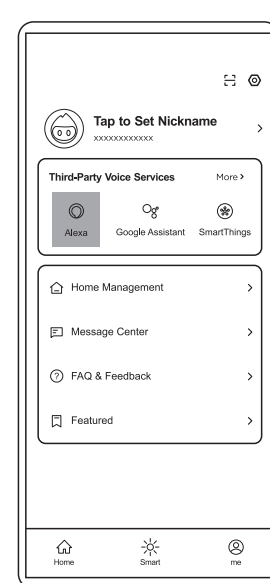 Tap to Set Nickname
xxxxxxxxxxxx
Third-Party Voice Services More >
Alexa Google Assistant SmartThings
Home Management
Message Center
FAQ & Feedback
Featured
Home Smart me